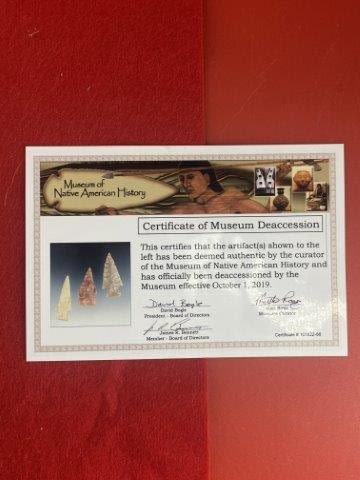 Museum of
Native American History
Certificate of Museum Deaccession
This certifies that the artifact(s) shown to the
left has been deemed authentic by the curator
of the Museum of Native American History and
has officially been deaccessioned by the
Museum effective October 1, 2019.
David Bogle
David Bogle
President - Board of Directors
Museum Curator
James R. Bennett
Member - Board of Directors
Certificate #